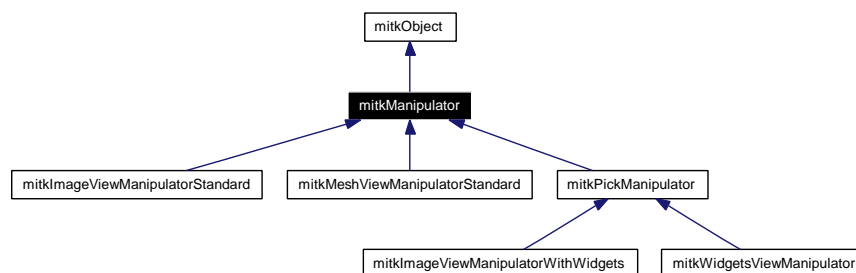 mitkObject
mitkManipulator
mitkImageViewManipulatorStandard
mitkMeshViewManipulatorStandard
mitkPickManipulator
mitkImageViewManipulatorWithWidgets
mitkWidgetsViewManipulator